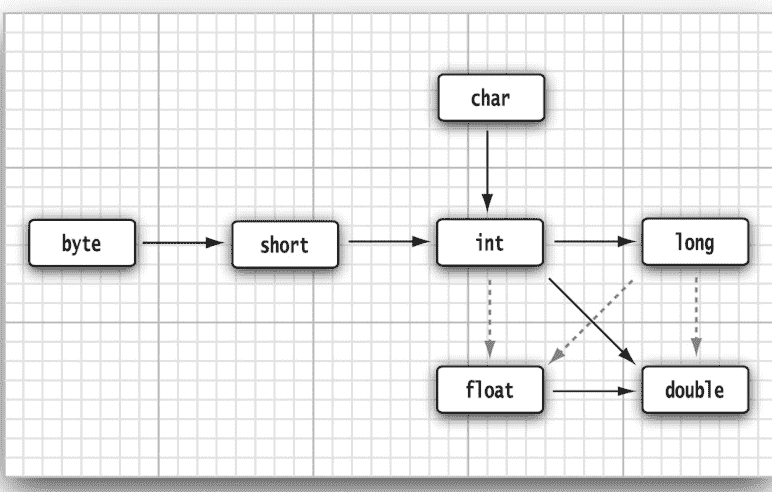 char
byte
short
int
long
float
double